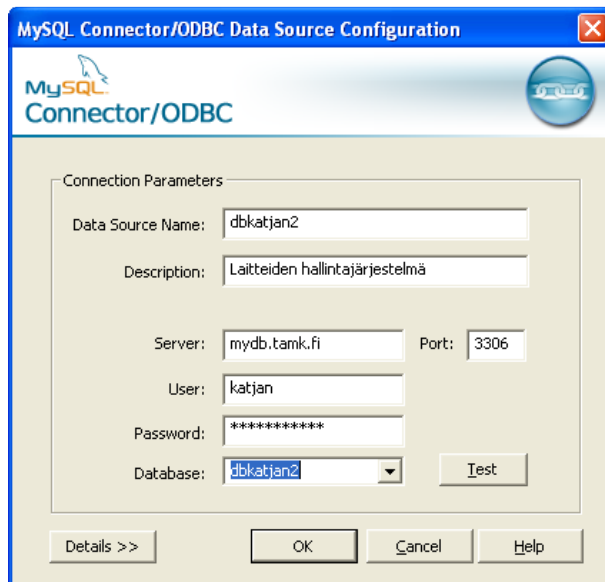 MySQL Connector/ODBC Data Source Configuration
MySQL
Connector/ODBC
Connection Parameters
Data Source Name: dbkatjan2
Description: Laitteiden hallintajärjestelmä
Server: mydb.tamk.fi Port: 3306
User: katjan
Password: ***********
Database: dbkatjan2 Test
Details >> OK Cancel Help